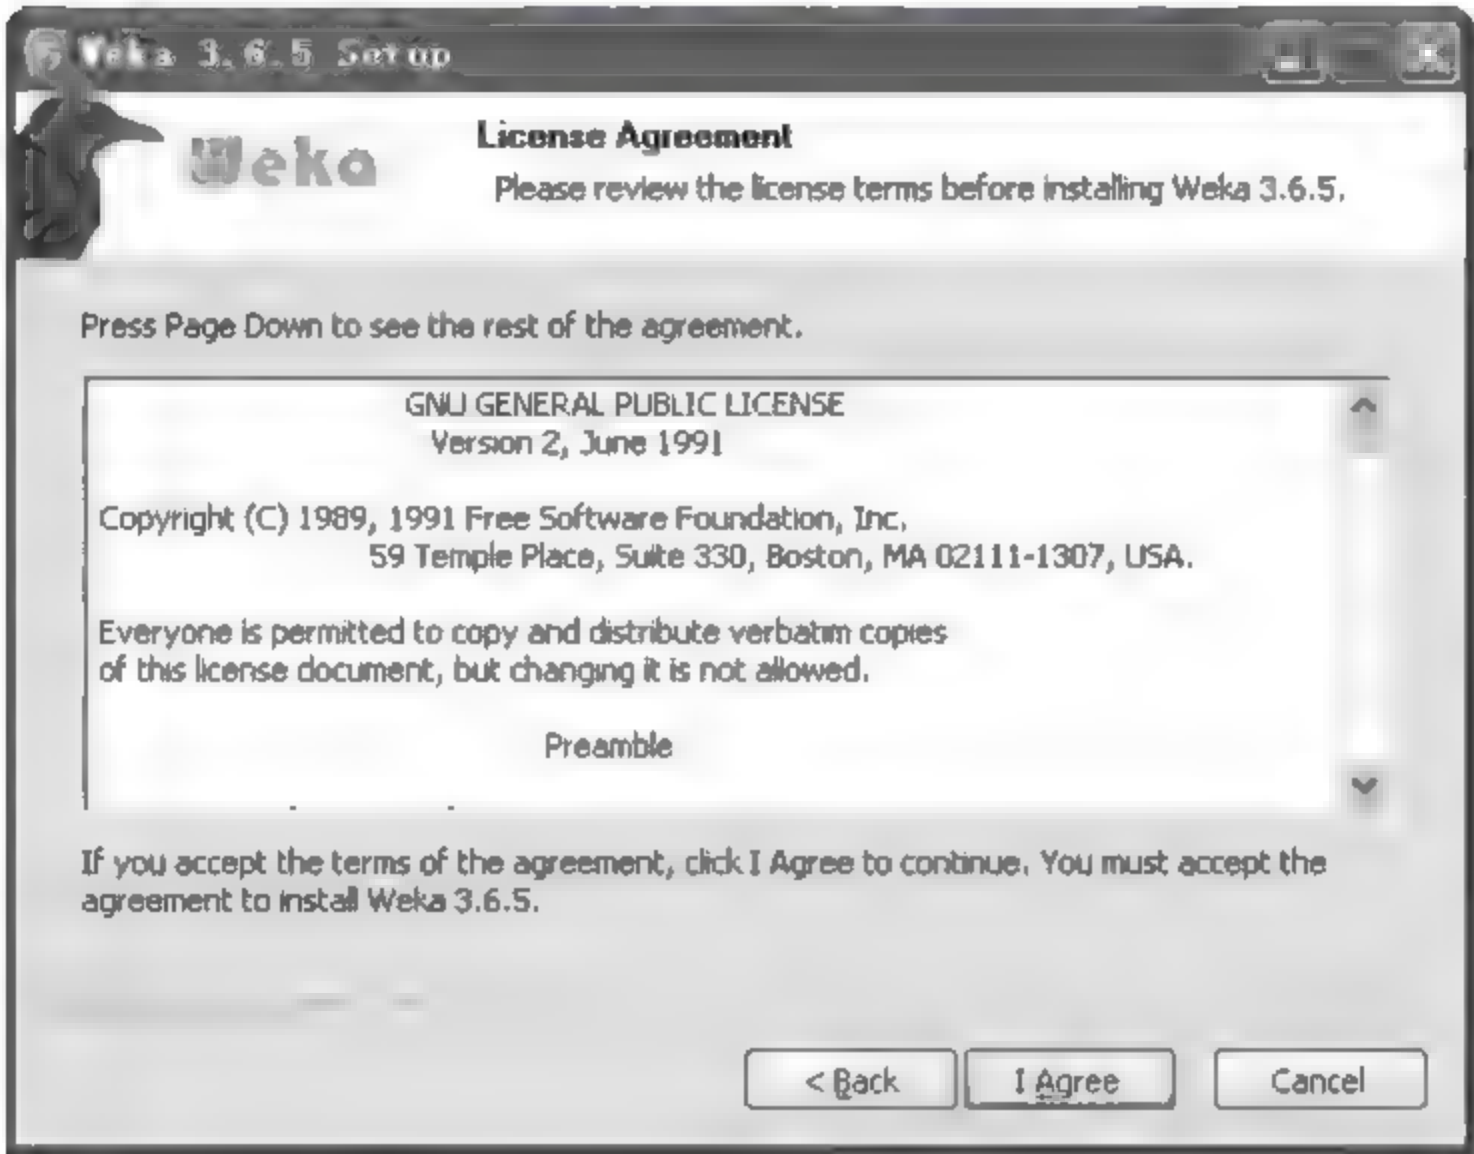 Weka 3.6.5 Setup
Weka
License Agreement
Please review the license terms before installing Weka 3.6.5.
Press Page Down to see the rest of the agreement.
GNU GENERAL PUBLIC LICENSE
Version 2, June 1991
Copyright (C) 1989, 1991 Free Software Foundation, Inc.
59 Temple Place, Suite 330, Boston, MA 02111-1307, USA.
Everyone is permitted to copy and distribute verbatim copies
of this license document, but changing it is not allowed.
Preamble
If you accept the terms of the agreement, click I Agree to continue. You must accept the
agreement to install Weka 3.6.5.
< Back
I Agree
Cancel